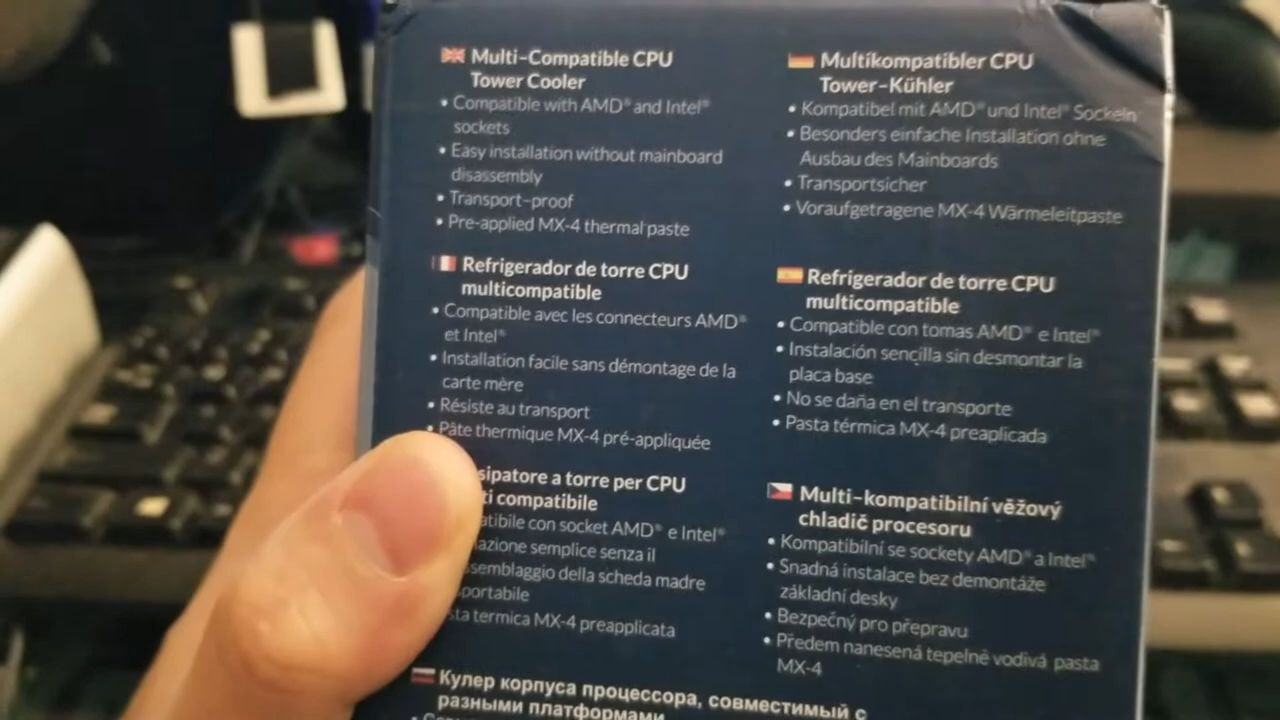 Multi-Compatible CPU
Tower Cooler
• Compatible with AMD® and Intel®
sockets
• Easy installation without mainboard
disassembly
• Transport-proof
• Pre-applied MX-4 thermal paste
Multikompatibler CPU
Tower-Kühler
• Kompatibel mit AMD® und Intel® Sockeln
• Besonders einfache Installation ohne
Ausbau des Mainboards
• Transportsicher
• Voraufgetragene MX-4 Wärmeleitpaste
Refrigerador de torre CPU
multicompatible
• Compatible avec les connecteurs AMD®
et Intel®
• Installation facile sans démontage de la
carte mère
• Résiste au transport
• Pâte thermique MX-4 pré-appliquée
Refrigerador de torre CPU
multicompatible
• Compatible con tomas AMD® e Intel®
• Instalación sencilla sin desmontar la
placa base
• No se daña en el transporte
• Pasta térmica MX-4 preaplicada
sipatore a torre per CPU
ti compatibile
atibile con socket AMD® e Intel®
azione semplice senza il
semblaggio della scheda madre
portabile
sta termica MX-4 preapplicata
Multi-kompatibilní věžový
chladič procesoru
• Kompatibilní se sockety AMD® a Intel®
• Snadná instalace bez demontáže
základní desky
• Bezpečný pro přepravu
• Předem nanesená tepelně vodivá pasta
MX-4
Кулер корпуса процессора, совместимый с
разными платформами